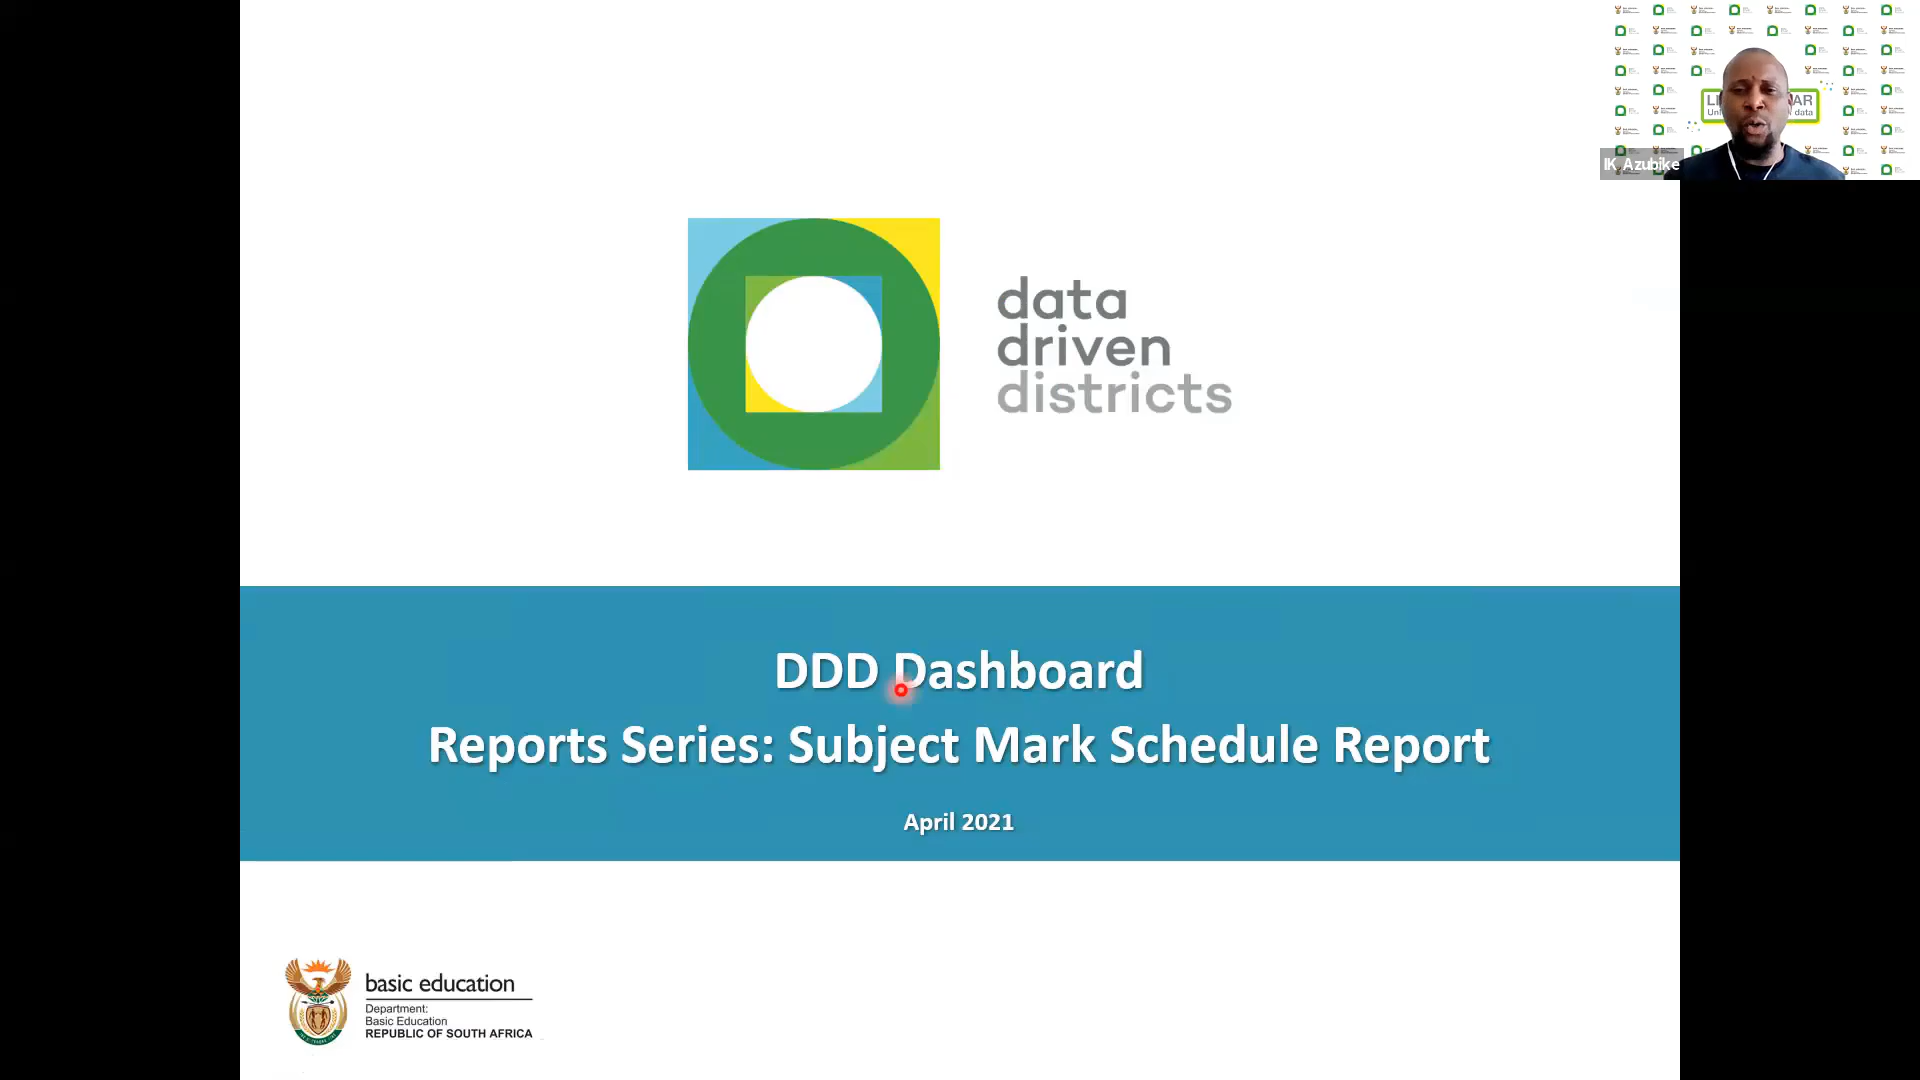 IK Azubike
data
driven
districts
DDD Dashboard
Reports Series: Subject Mark Schedule Report
April 2021
basic education
Department:
Basic Education
REPUBLIC OF SOUTH AFRICA